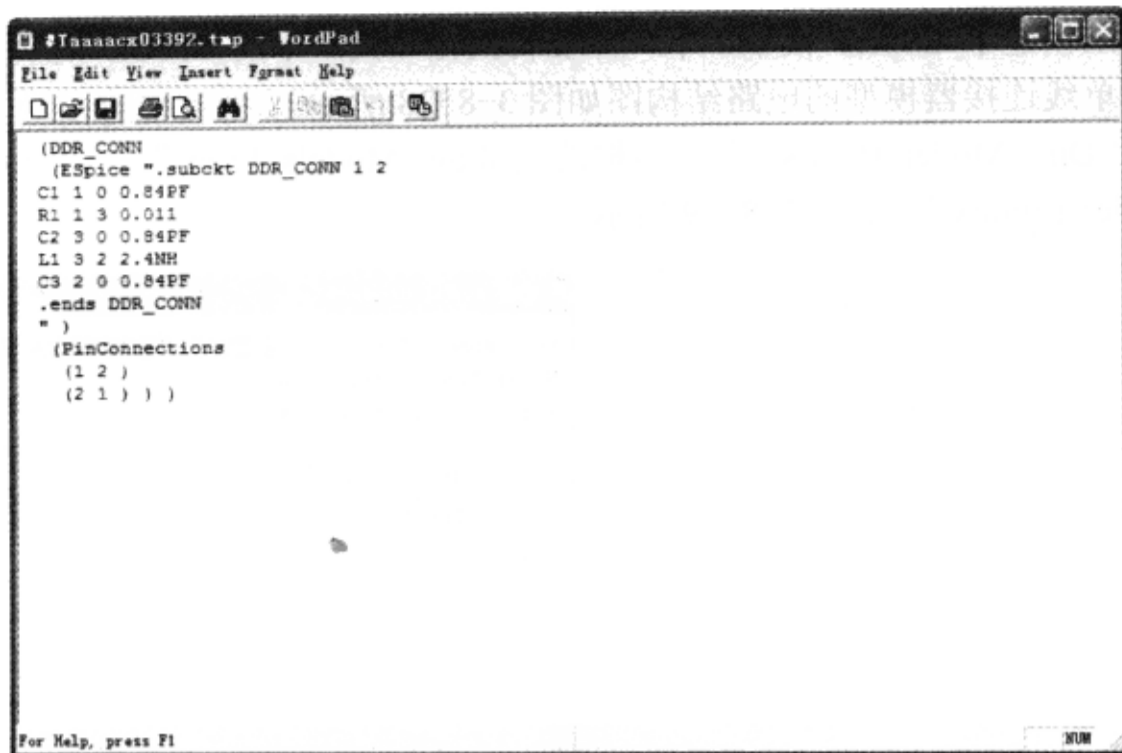 #Taaaacx03392.tmp - WordPad
File Edit View Insert Format Help
(DDR_CONN
(ESpice ".subckt DDR_CONN 1 2
C1 1 0 0.84PF
R1 1 3 0.011
C2 3 0 0.84PF
L1 3 2 2.4NH
C3 2 0 0.84PF
.ends DDR_CONN
" )
(PinConnections
(1 2 )
(2 1 ) ) )
For Help, press F1
NUM